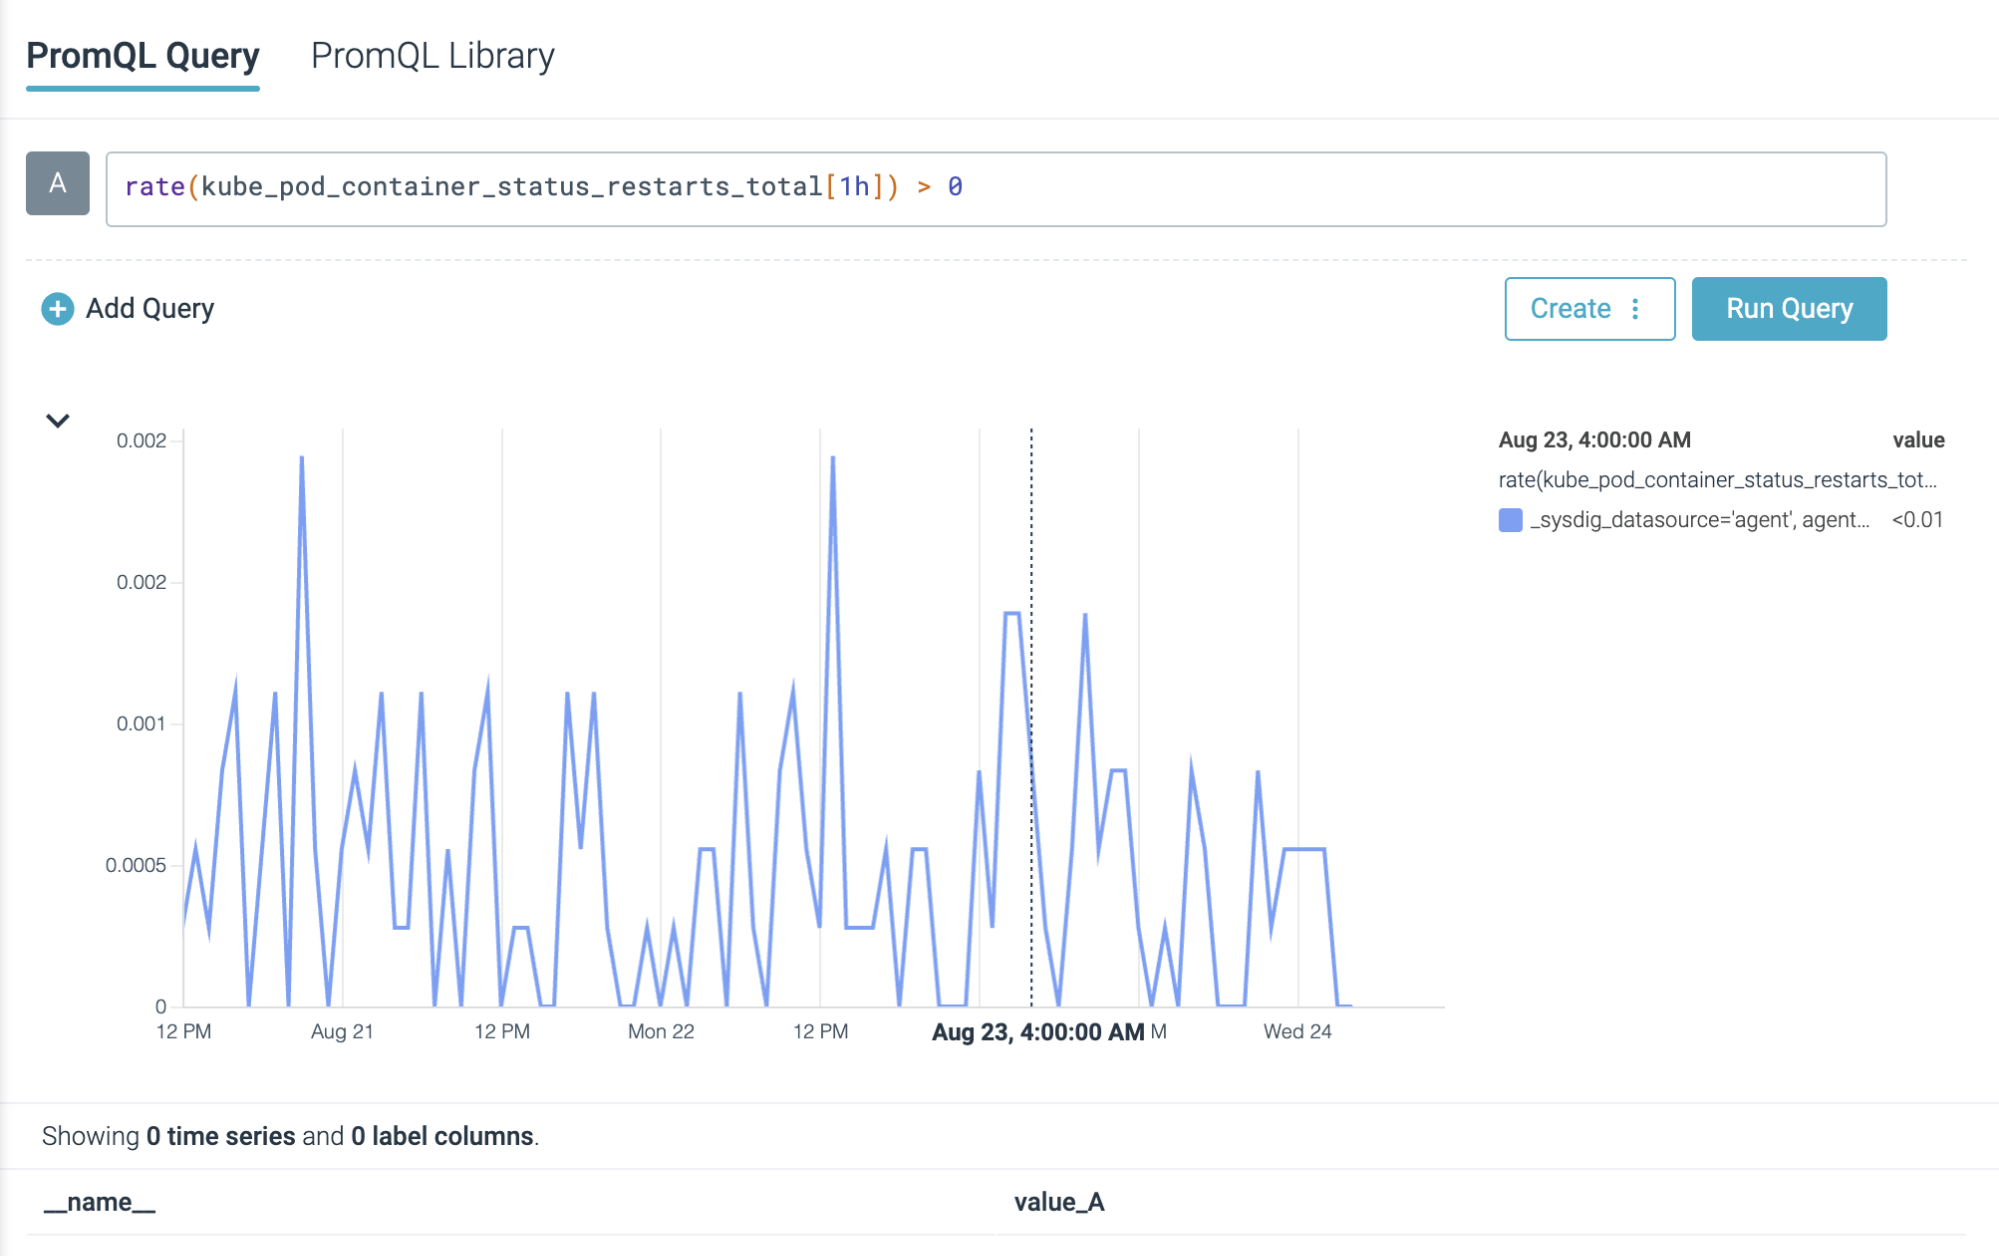 PromQL Query PromQL Library
A rate(kube_pod_container_status_restarts_total[1h]) > 0
Add Query Create Run Query
0.002
0.002
0.001
0.0005
0
12 PM Aug 21 12 PM Mon 22 12 PM Aug 23, 4:00:00 AM M Wed 24
Aug 23, 4:00:00 AM value
rate(kube_pod_container_status_restarts_tot...
_sysdig_datasource='agent', agent... <0.01
Showing 0 time series and 0 label columns.
__name__ value_A